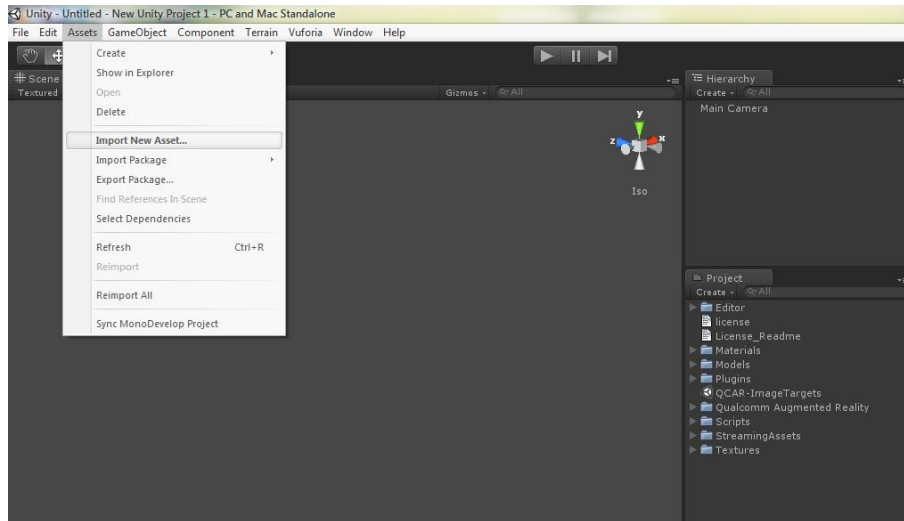 Unity - Untitled - New Unity Project 1 - PC and Mac Standalone
File Edit Assets GameObject Component Terrain Vuforia Window Help
Create
Show in Explorer
Open
Delete
Import New Asset...
Import Package
Export Package...
Find References In Scene
Select Dependencies
Refresh Ctrl+R
Reimport
Reimport All
Sync MonoDevelop Project
Scene
Textured
Gizmos
All
y
z
x
Iso
Hierarchy
Create All
Main Camera
Project
Create All
Editor
license
License_Readme
Materials
Models
Plugins
QCAR-ImageTargets
Qualcomm Augmented Reality
Scripts
StreamingAssets
Textures